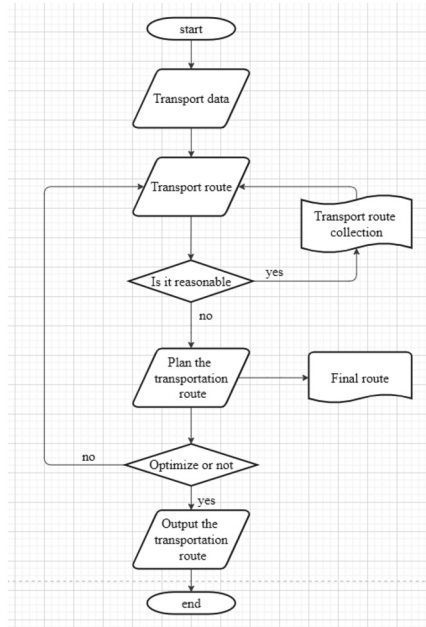 start
Transport data
Transport route
Transport route
collection
Is it reasonable
yes
no
Plan the
transportation
route
Final route
no
Optimize or not
yes
Output the
transportation
route
end